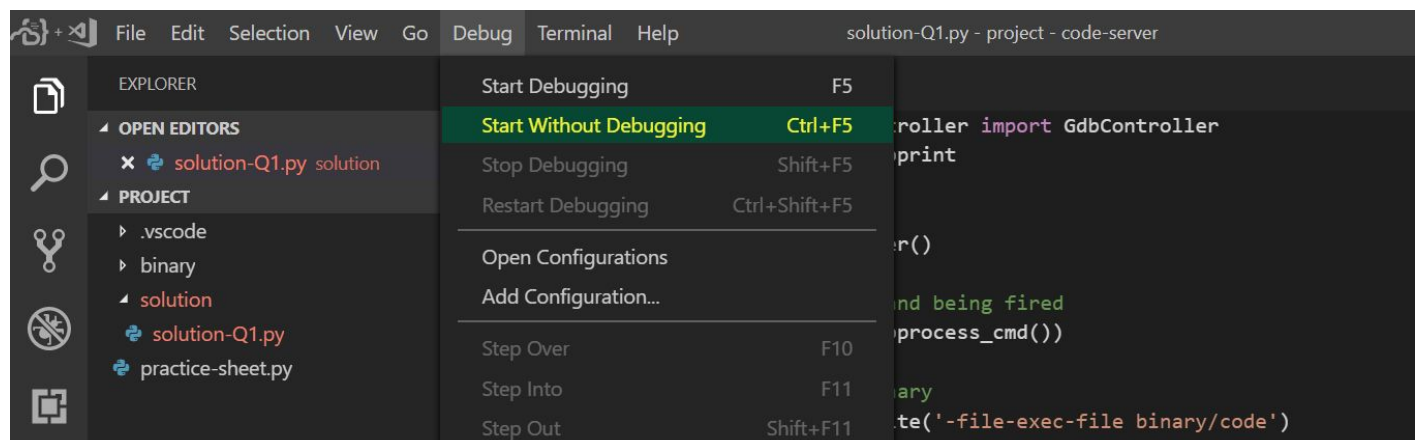 File Edit Selection View Go Debug Terminal Help solution-Q1.py - project - code-server
EXPLORER
OPEN EDITORS
solution-Q1.py solution
PROJECT
.vscode
binary
solution
solution-Q1.py
practice-sheet.py
Start Debugging F5
Start Without Debugging Ctrl+F5
Stop Debugging Shift+F5
Restart Debugging Ctrl+Shift+F5
Open Configurations
Add Configuration...
Step Over F10
Step Into F11
Step Out Shift+F11
roller import GdbController
print
r()
nd being fired
process_cmd())
ary
te('-file-exec-file binary/code')